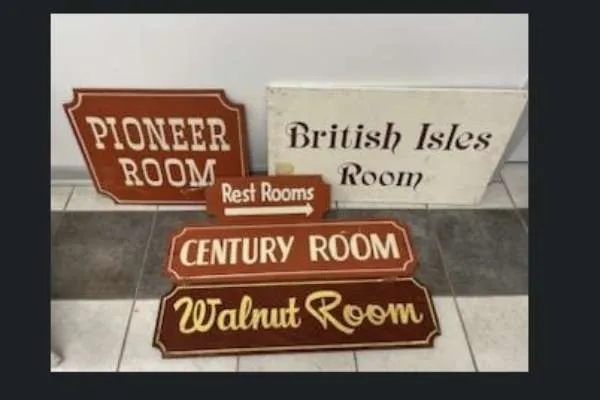 PIONEER
ROOM
British Isles
Room
Rest Rooms
CENTURY ROOM
Walnut Room